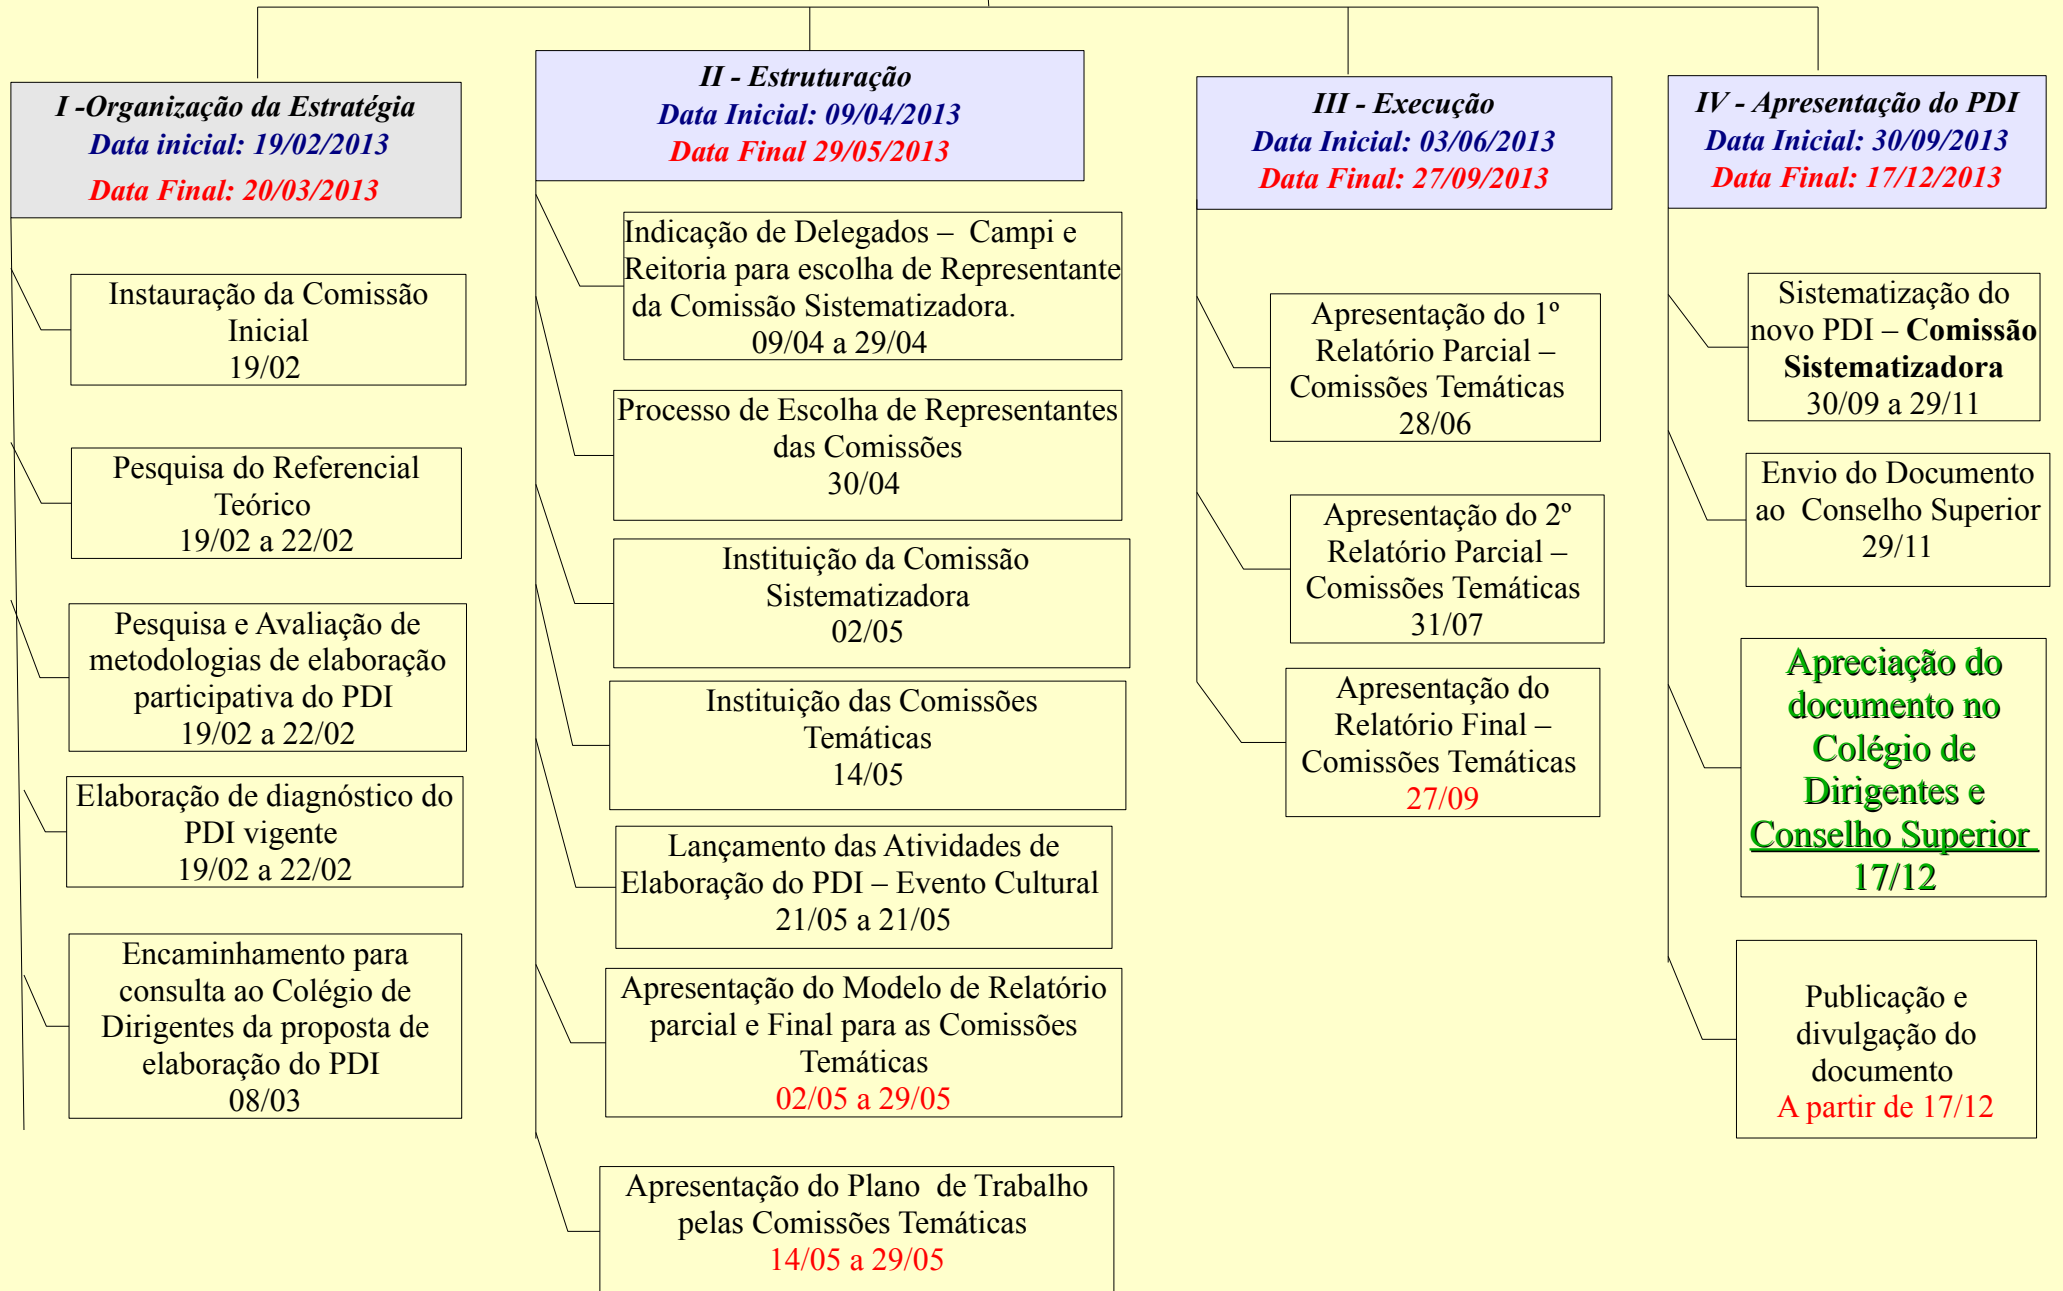 I -Organização da Estratégia
Data inicial: 19/02/2013
Data Final: 20/03/2013
Instauração da Comissão
Inicial
19/02
Pesquisa do Referencial
Teórico
19/02 a 22/02
Pesquisa e Avaliação de
metodologias de elaboração
participativa do PDI
19/02 a 22/02
Elaboração de diagnóstico do
PDI vigente
19/02 a 22/02
Encaminhamento para
consulta ao Colégio de
Dirigentes da proposta de
elaboração do PDI
08/03
II - Estruturação
Data Inicial: 09/04/2013
Data Final 29/05/2013
Indicação de Delegados – Campi e
Reitoria para escolha de Representante
da Comissão Sistematizadora.
09/04 a 29/04
Processo de Escolha de Representantes
das Comissões
30/04
Instituição da Comissão
Sistematizadora
02/05
Instituição das Comissões
Temáticas
14/05
Lançamento das Atividades de
Elaboração do PDI – Evento Cultural
21/05 a 21/05
Apresentação do Modelo de Relatório
parcial e Final para as Comissões
Temáticas
02/05 a 29/05
Apresentação do Plano de Trabalho
pelas Comissões Temáticas
14/05 a 29/05
III - Execução
Data Inicial: 03/06/2013
Data Final: 27/09/2013
Apresentação do 1º
Relatório Parcial –
Comissões Temáticas
28/06
Apresentação do 2º
Relatório Parcial –
Comissões Temáticas
31/07
Apresentação do
Relatório Final –
Comissões Temáticas
27/09
IV - Apresentação do PDI
Data Inicial: 30/09/2013
Data Final: 17/12/2013
Sistematização do
novo PDI – Comissão
Sistematizadora
30/09 a 29/11
Envio do Documento
ao Conselho Superior
29/11
Apreciação do
documento no
Colégio de
Dirigentes e
Conselho Superior
17/12
Publicação e
divulgação do
documento
A partir de 17/12